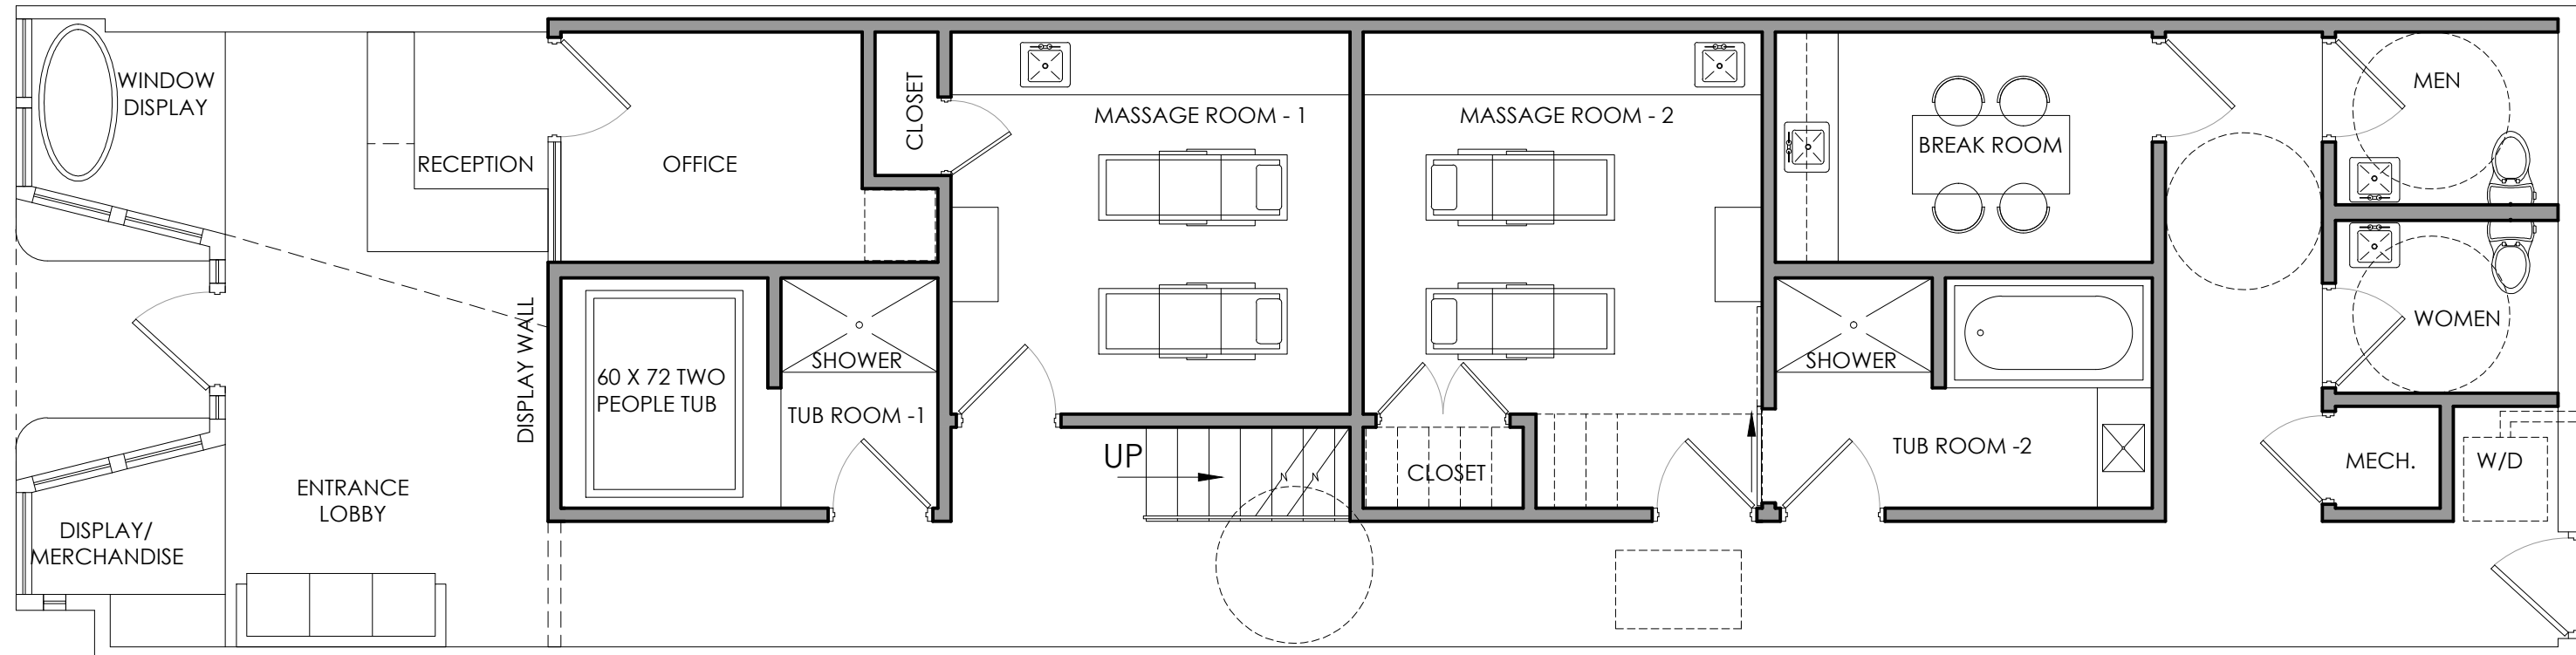 WINDOW
DISPLAY
RECEPTION
OFFICE
CLOSET
MASSAGE ROOM - 1
MASSAGE ROOM - 2
BREAK ROOM
MEN
WOMEN
DISPLAY WALL
60 X 72 TWO
PEOPLE TUB
SHOWER
TUB ROOM -1
UP
CLOSET
SHOWER
TUB ROOM -2
MECH.
W/D
ENTRANCE
LOBBY
DISPLAY/
MERCHANDISE